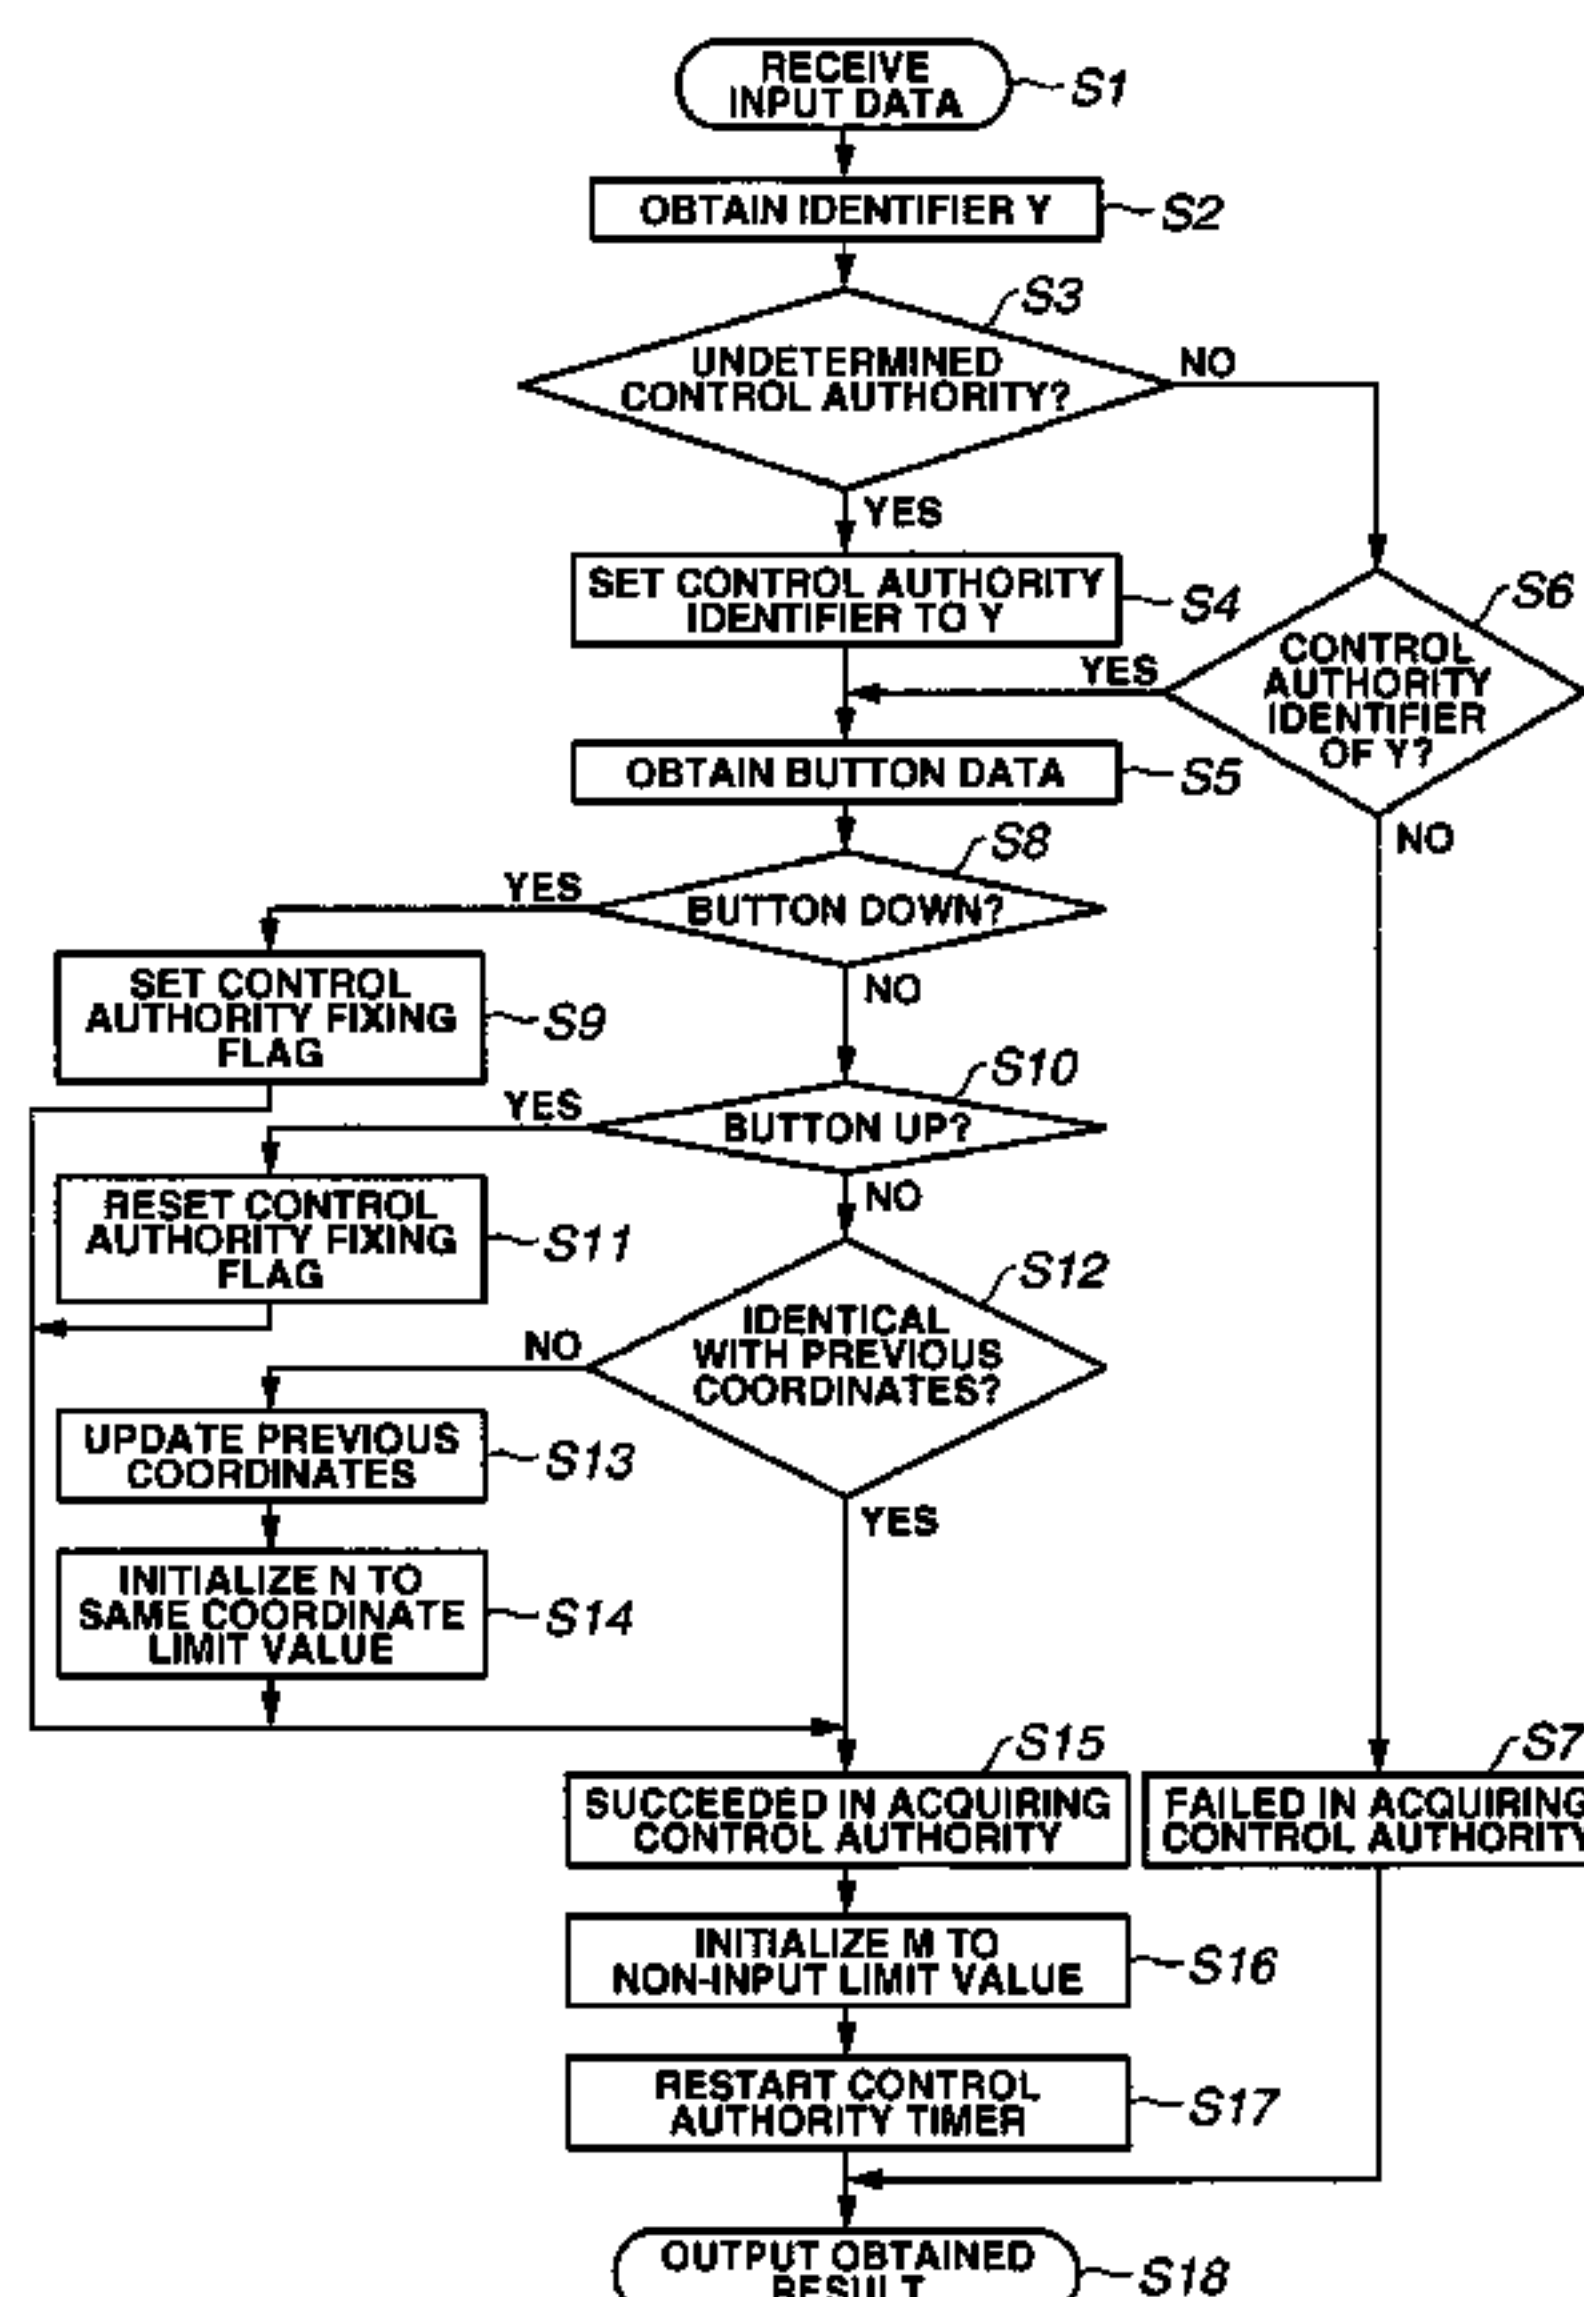 RECEIVE
INPUT DATA
S1
OBTAIN IDENTIFIER Y
S2
S3
UNDETERMINED
CONTROL AUTHORITY?
NO
YES
SET CONTROL AUTHORITY
IDENTIFIER TO Y
S4
S6
CONTROL
AUTHORITY
IDENTIFIER
OF Y?
YES
NO
OBTAIN BUTTON DATA
S5
S8
BUTTON DOWN?
YES
NO
SET CONTROL
AUTHORITY FIXING
FLAG
S9
S10
BUTTON UP?
YES
NO
RESET CONTROL
AUTHORITY FIXING
FLAG
S11
S12
IDENTICAL
WITH PREVIOUS
COORDINATES?
NO
YES
UPDATE PREVIOUS
COORDINATES
S13
INITIALIZE N TO
SAME COORDINATE
LIMIT VALUE
S14
S15
SUCCEEDED IN ACQUIRING
CONTROL AUTHORITY
S7
FAILED IN ACQUIRING
CONTROL AUTHORITY
INITIALIZE M TO
NON-INPUT LIMIT VALUE
S16
RESTART CONTROL
AUTHORITY TIMER
S17
OUTPUT OBTAINED
RESULT
S18